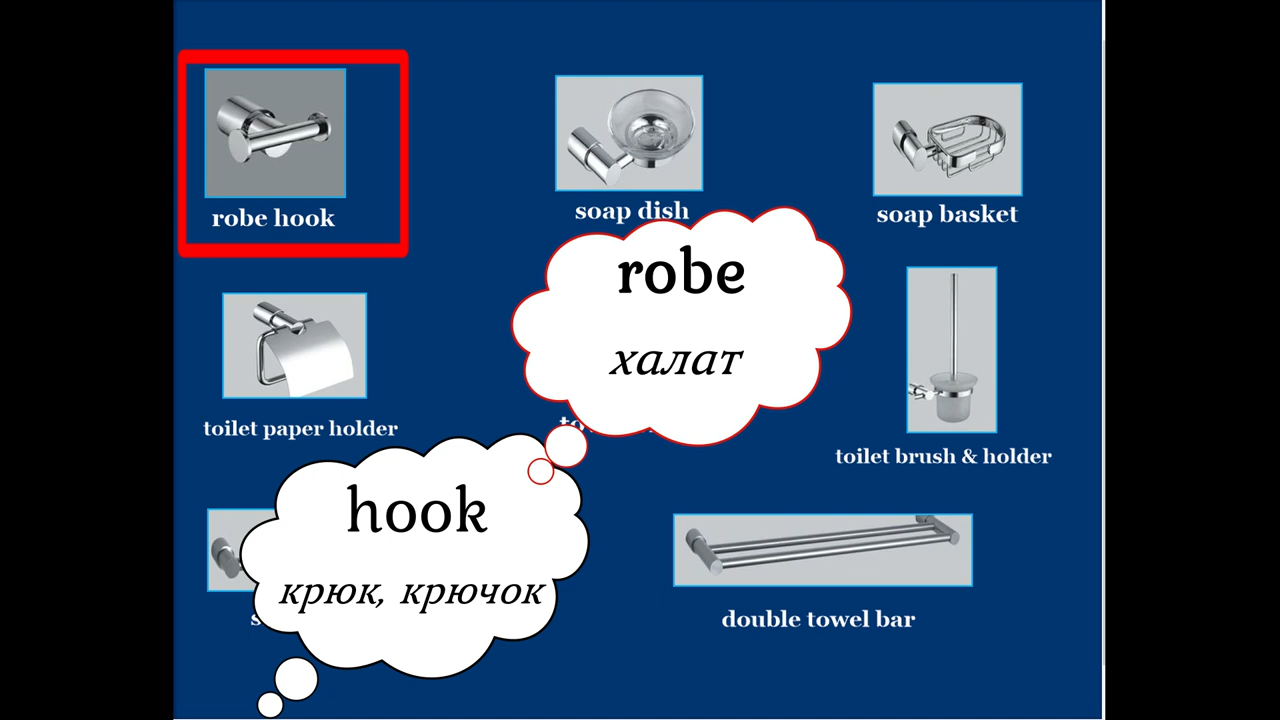 robe hook
soap dish
soap basket
robe
халат
toilet paper holder
toilet brush & holder
hook
крюк, крючок
double towel bar